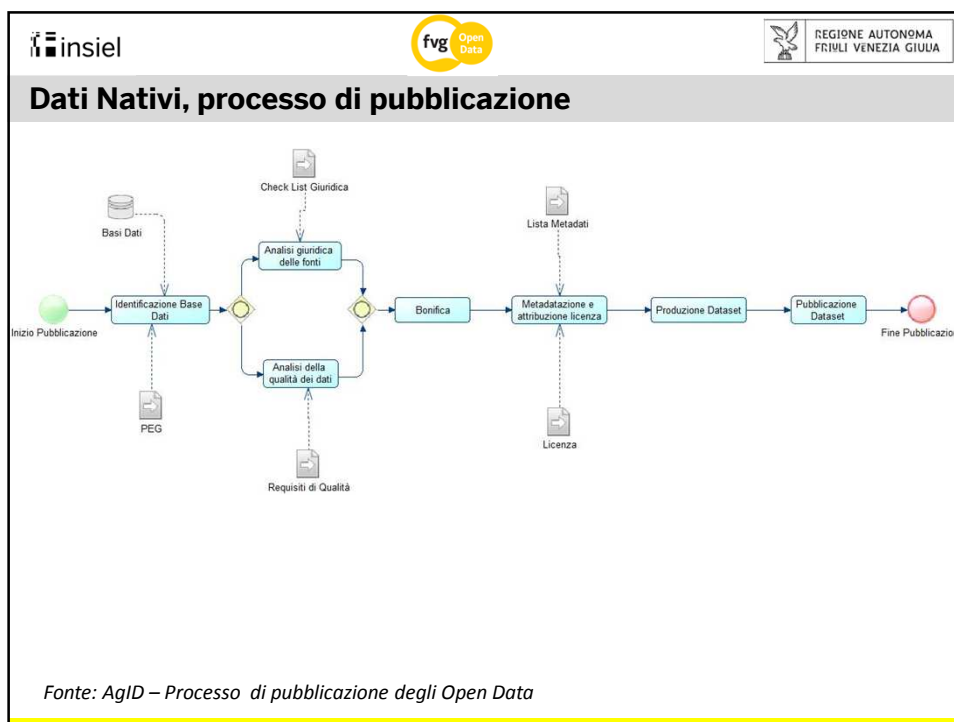 insiel
fvg
Open
Data
REGIONE AUTONOMA
FRIULI VENEZIA GIULIA
Dati Nativi, processo di pubblicazione
Check List Giuridica
Lista Metadati
Basi Dati
Analisi giuridica
delle fonti
Inizio Pubblicazione
Identificazione Base
Dati
Bonifica
Metadatazione e
attribuzione licenza
Produzione Dataset
Pubblicazione
Dataset
Fine Pubblicazion
Analisi della
qualità dei dati
PEG
Licenza
Requisiti di Qualità
Fonte: AgID – Processo di pubblicazione degli Open Data